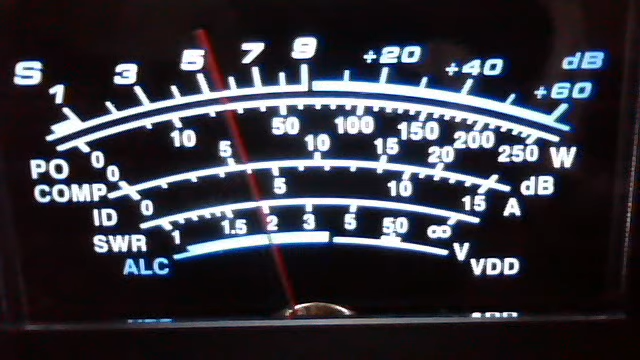 S 1 3 5 7 9 +20 +40 +60 dB
PO 0 10 50 100 150 200 250 W
COMP 0 5 10 15 20 dB
ID 0 5 10 15 A
SWR 1 1.5 2 3 5 50 ∞
ALC V VDD